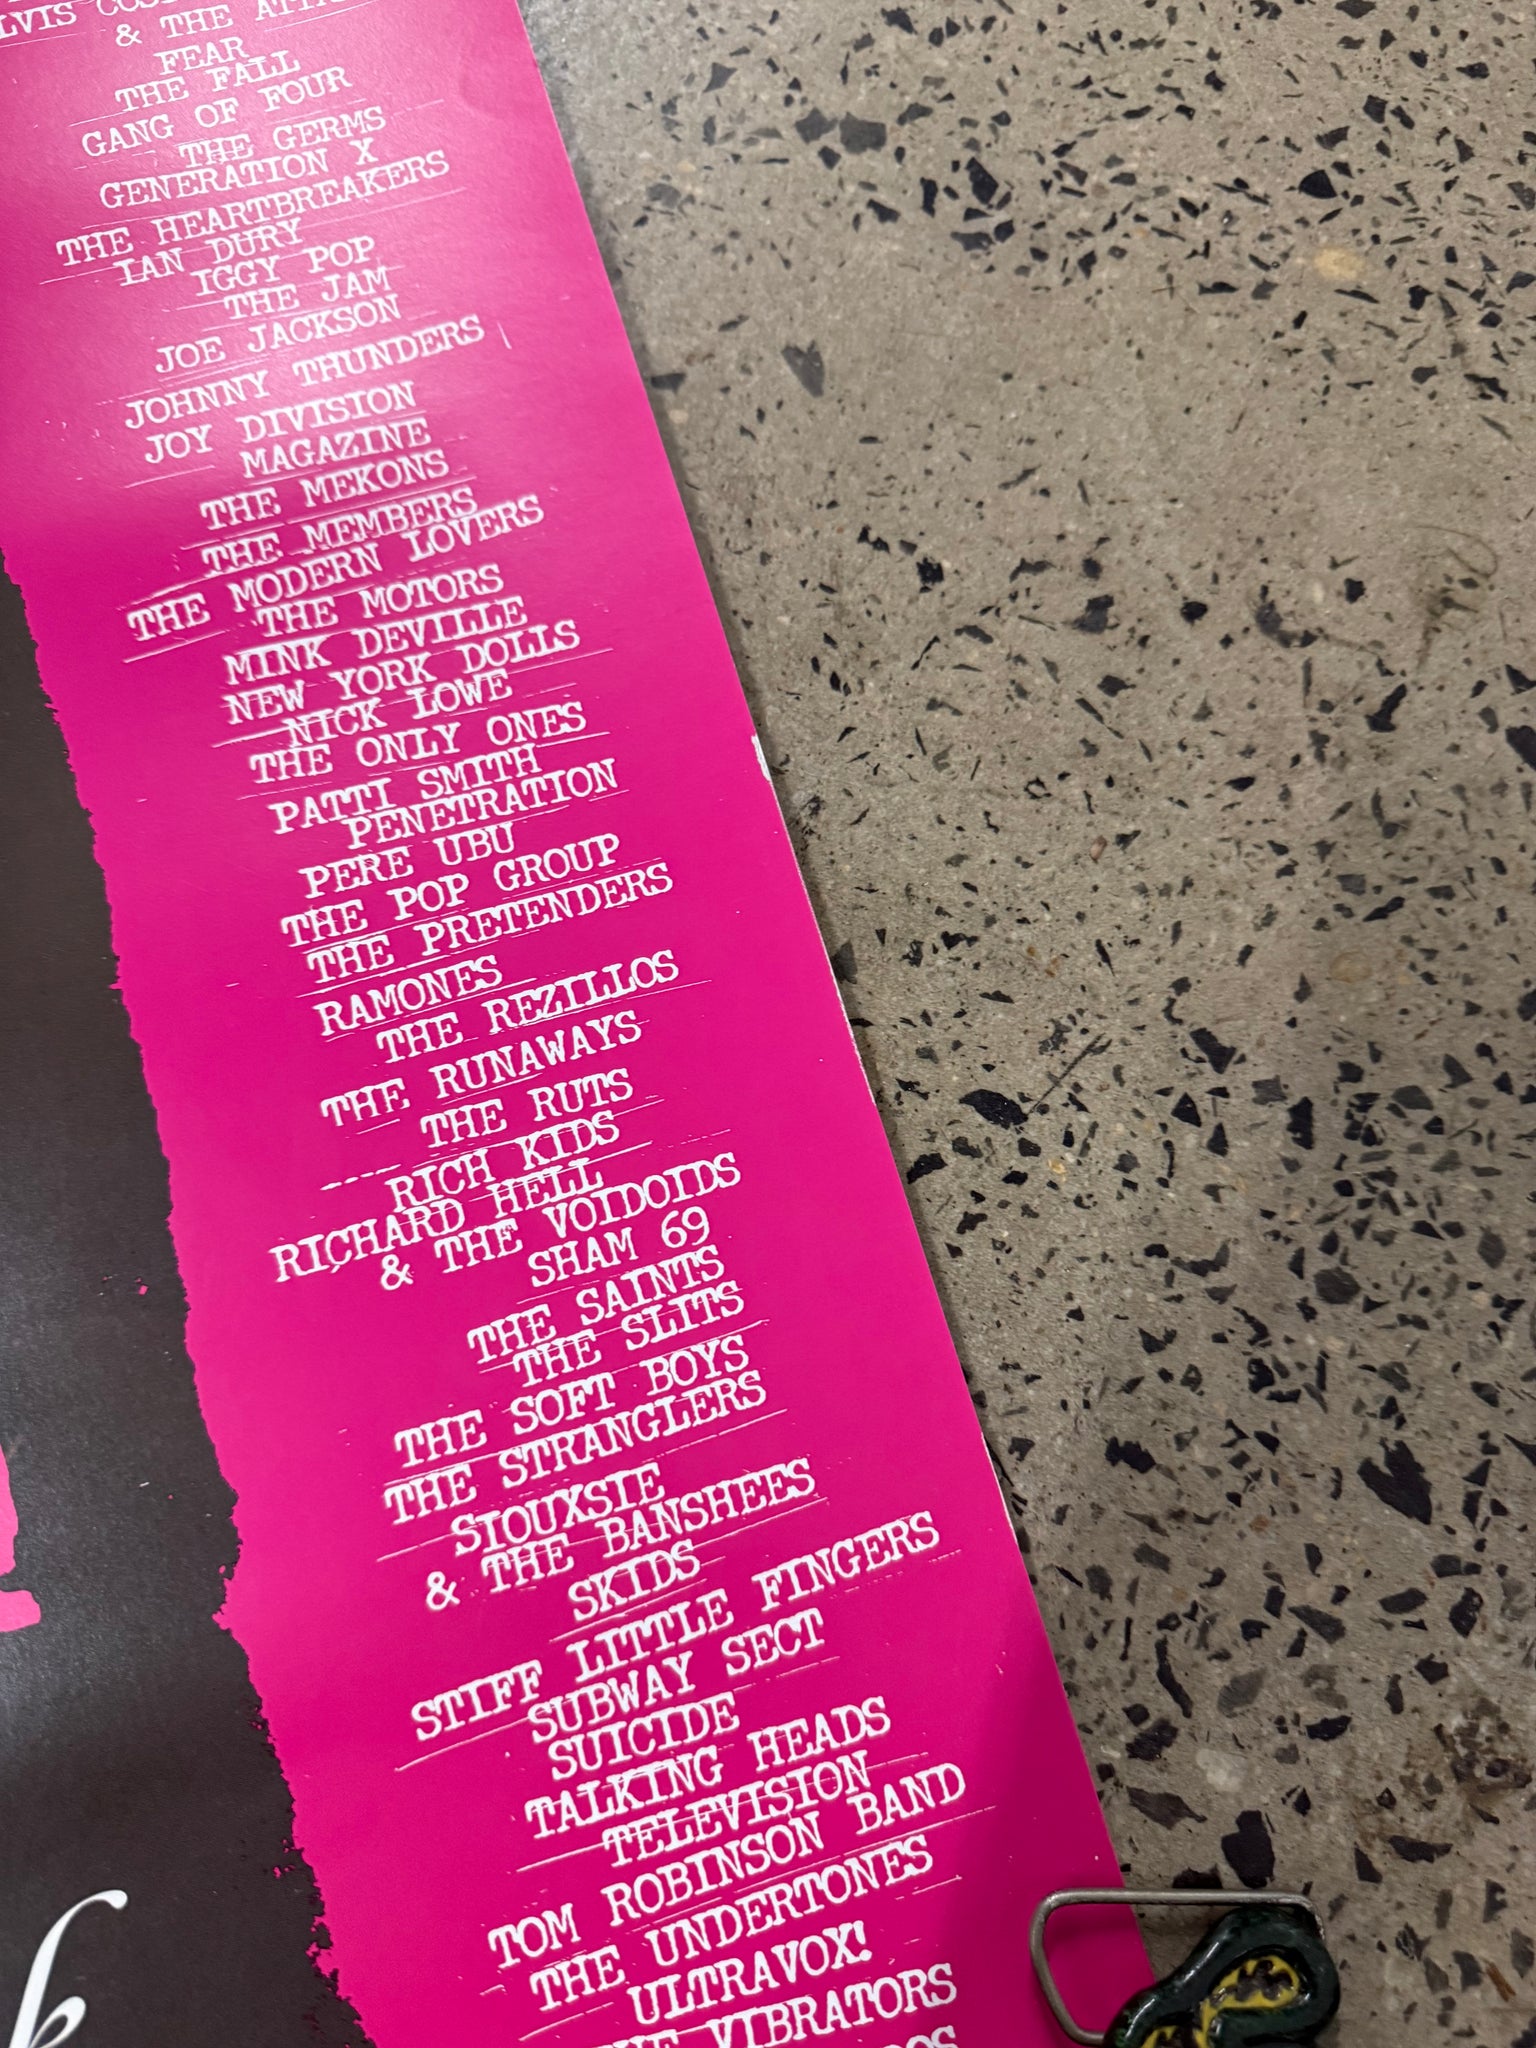 & THE
FEAR
THE FALL
GANG OF FOUR
THE GERMS
GENERATION X
THE HEARTBREAKERS
IAN DURY
IGGY POP
THE JAM
JOE JACKSON
JOHNNY THUNDERS
JOY DIVISION
MAGAZINE
THE MEKONS
THE MEMBERS
THE MODERN LOVERS
THE MOTORS
MINK DEVILLE
NEW YORK DOLLS
NICK LOWE
THE ONLY ONES
PATTI SMITH
PENETRATION
PERE UBU
THE POP GROUP
THE PRETENDERS
RAMONES
THE REZILLOS
THE RUNAWAYS
THE RUTS
RICH KIDS
RICHARD HELL
& THE VOIDOIDS
SHAM 69
THE SAINTS
THE SLITS
THE SOFT BOYS
THE STRANGLERS
SIOUXSIE
& THE BANSHEES
SKIDS
STIFF LITTLE FINGERS
SUBWAY SECT
SUICIDE
TALKING HEADS
TELEVISION
TOM ROBINSON BAND
THE UNDERTONES
ULTRAVOX!
VIBRATORS